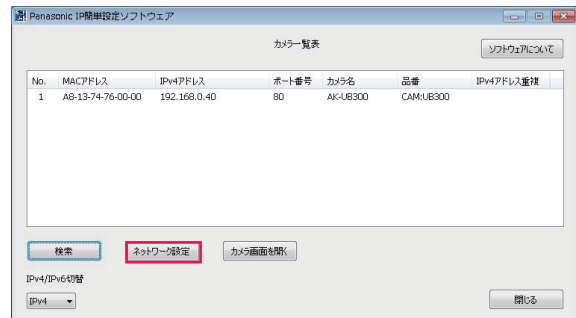 Panasonic IP簡単設定ソフトウェア
カメラ一覧表
ソフトウェアについて
No. MACアドレス IPv4アドレス ポート番号 カメラ名 品番 IPv4アドレス重複
1 A8-13-74-76-00-00 192.168.0.40 80 AK-UB300 CAM:UB300
検索 ネットワーク設定 カメラ画面を開く
IPv4/IPv6切替
IPv4 閉じる